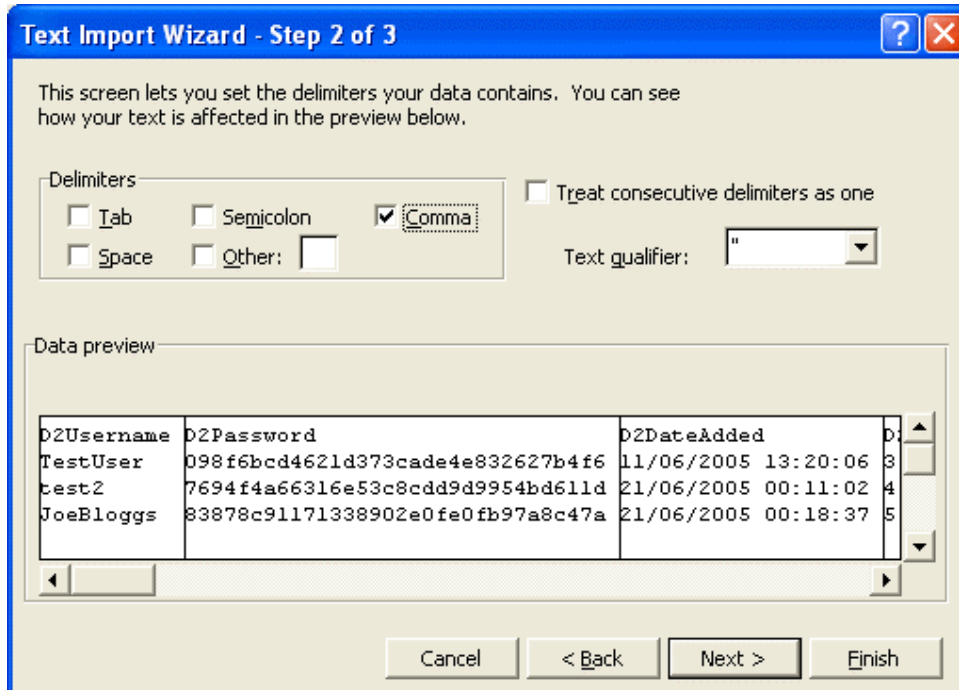 Text Import Wizard - Step 2 of 3
This screen lets you set the delimiters your data contains. You can see
how your text is affected in the preview below.
Delimiters
Tab Semicolon Comma
Space Other:
Treat consecutive delimiters as one
Text qualifier: "
Data preview
D2Username D2Password D2DateAdded
TestUser 098f6bcd4621d373cade4e832627b4f6 11/06/2005 13:20:06 3
test2 7694f4a66316e53c8cdd9d9954bd611d 21/06/2005 00:11:02 4
JoeBloggs 83878c91171338902e0fe0fb97a8c47a 21/06/2005 00:18:37 5
Cancel < Back Next > Finish